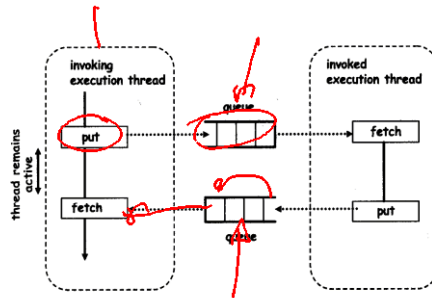 invoking
execution thread
invoked
execution thread
queue
put
fetch
thread remains
active
fetch
put
queue